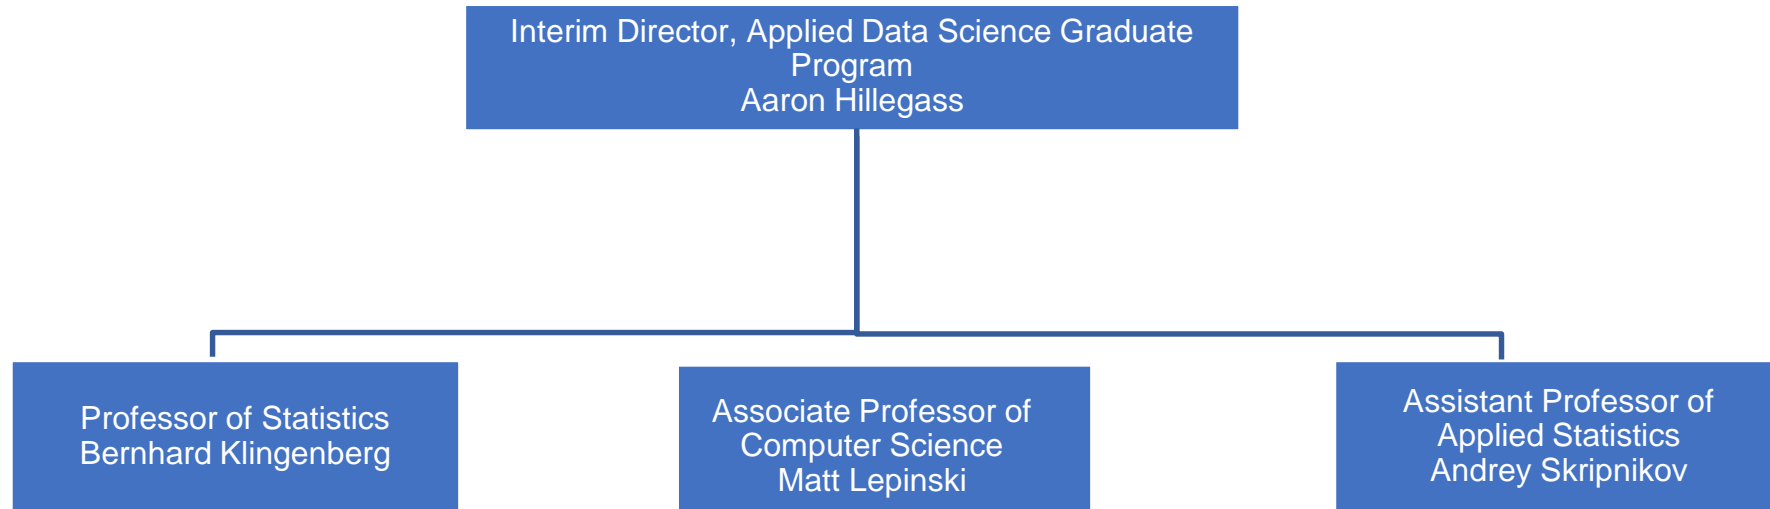 Interim Director, Applied Data Science Graduate
Program
Aaron Hillegass
Professor of Statistics
Bernhard Klingenberg
Associate Professor of
Computer Science
Matt Lepinski
Assistant Professor of
Applied Statistics
Andrey Skripnikov